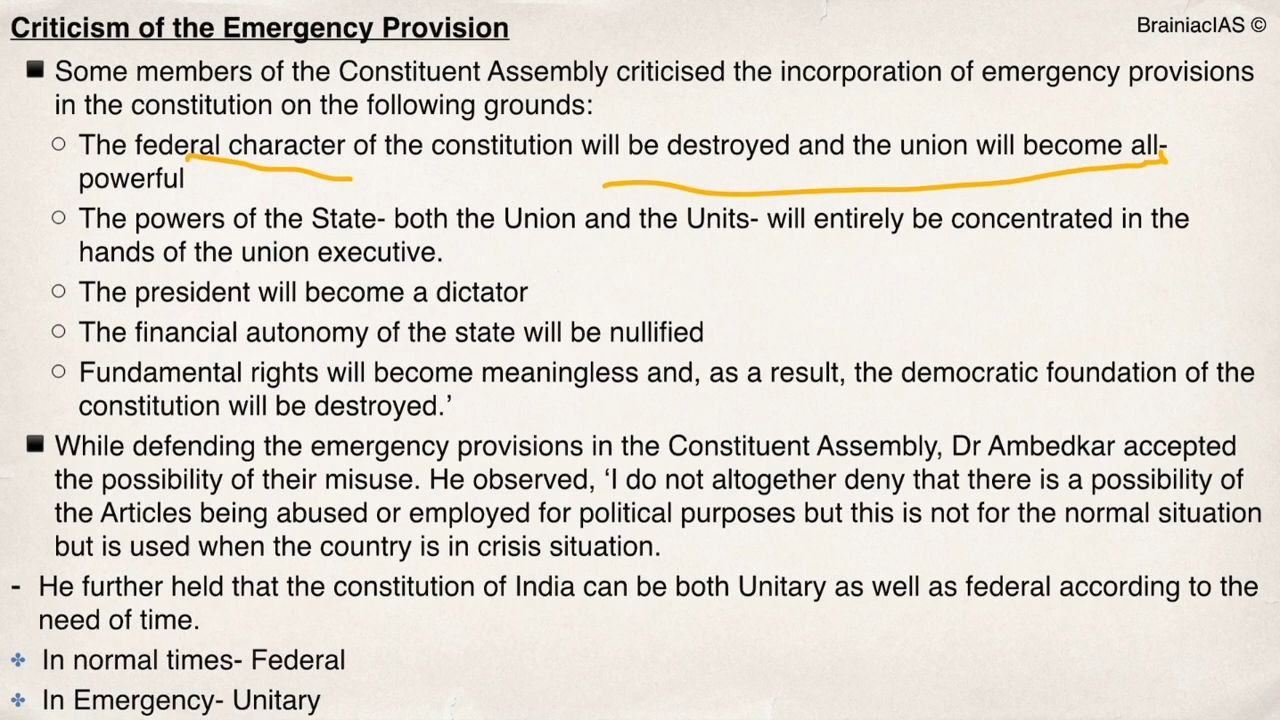 Criticism of the Emergency Provision
BrainiacIAS ©
◾ Some members of the Constituent Assembly criticised the incorporation of emergency provisions
in the constitution on the following grounds:
○ The federal character of the constitution will be destroyed and the union will become all-
powerful
○ The powers of the State- both the Union and the Units- will entirely be concentrated in the
hands of the union executive.
○ The president will become a dictator
○ The financial autonomy of the state will be nullified
○ Fundamental rights will become meaningless and, as a result, the democratic foundation of the
constitution will be destroyed.’
◾ While defending the emergency provisions in the Constituent Assembly, Dr Ambedkar accepted
the possibility of their misuse. He observed, ‘I do not altogether deny that there is a possibility of
the Articles being abused or employed for political purposes but this is not for the normal situation
but is used when the country is in crisis situation.
- He further held that the constitution of India can be both Unitary as well as federal according to the
need of time.
✤ In normal times- Federal
✤ In Emergency- Unitary